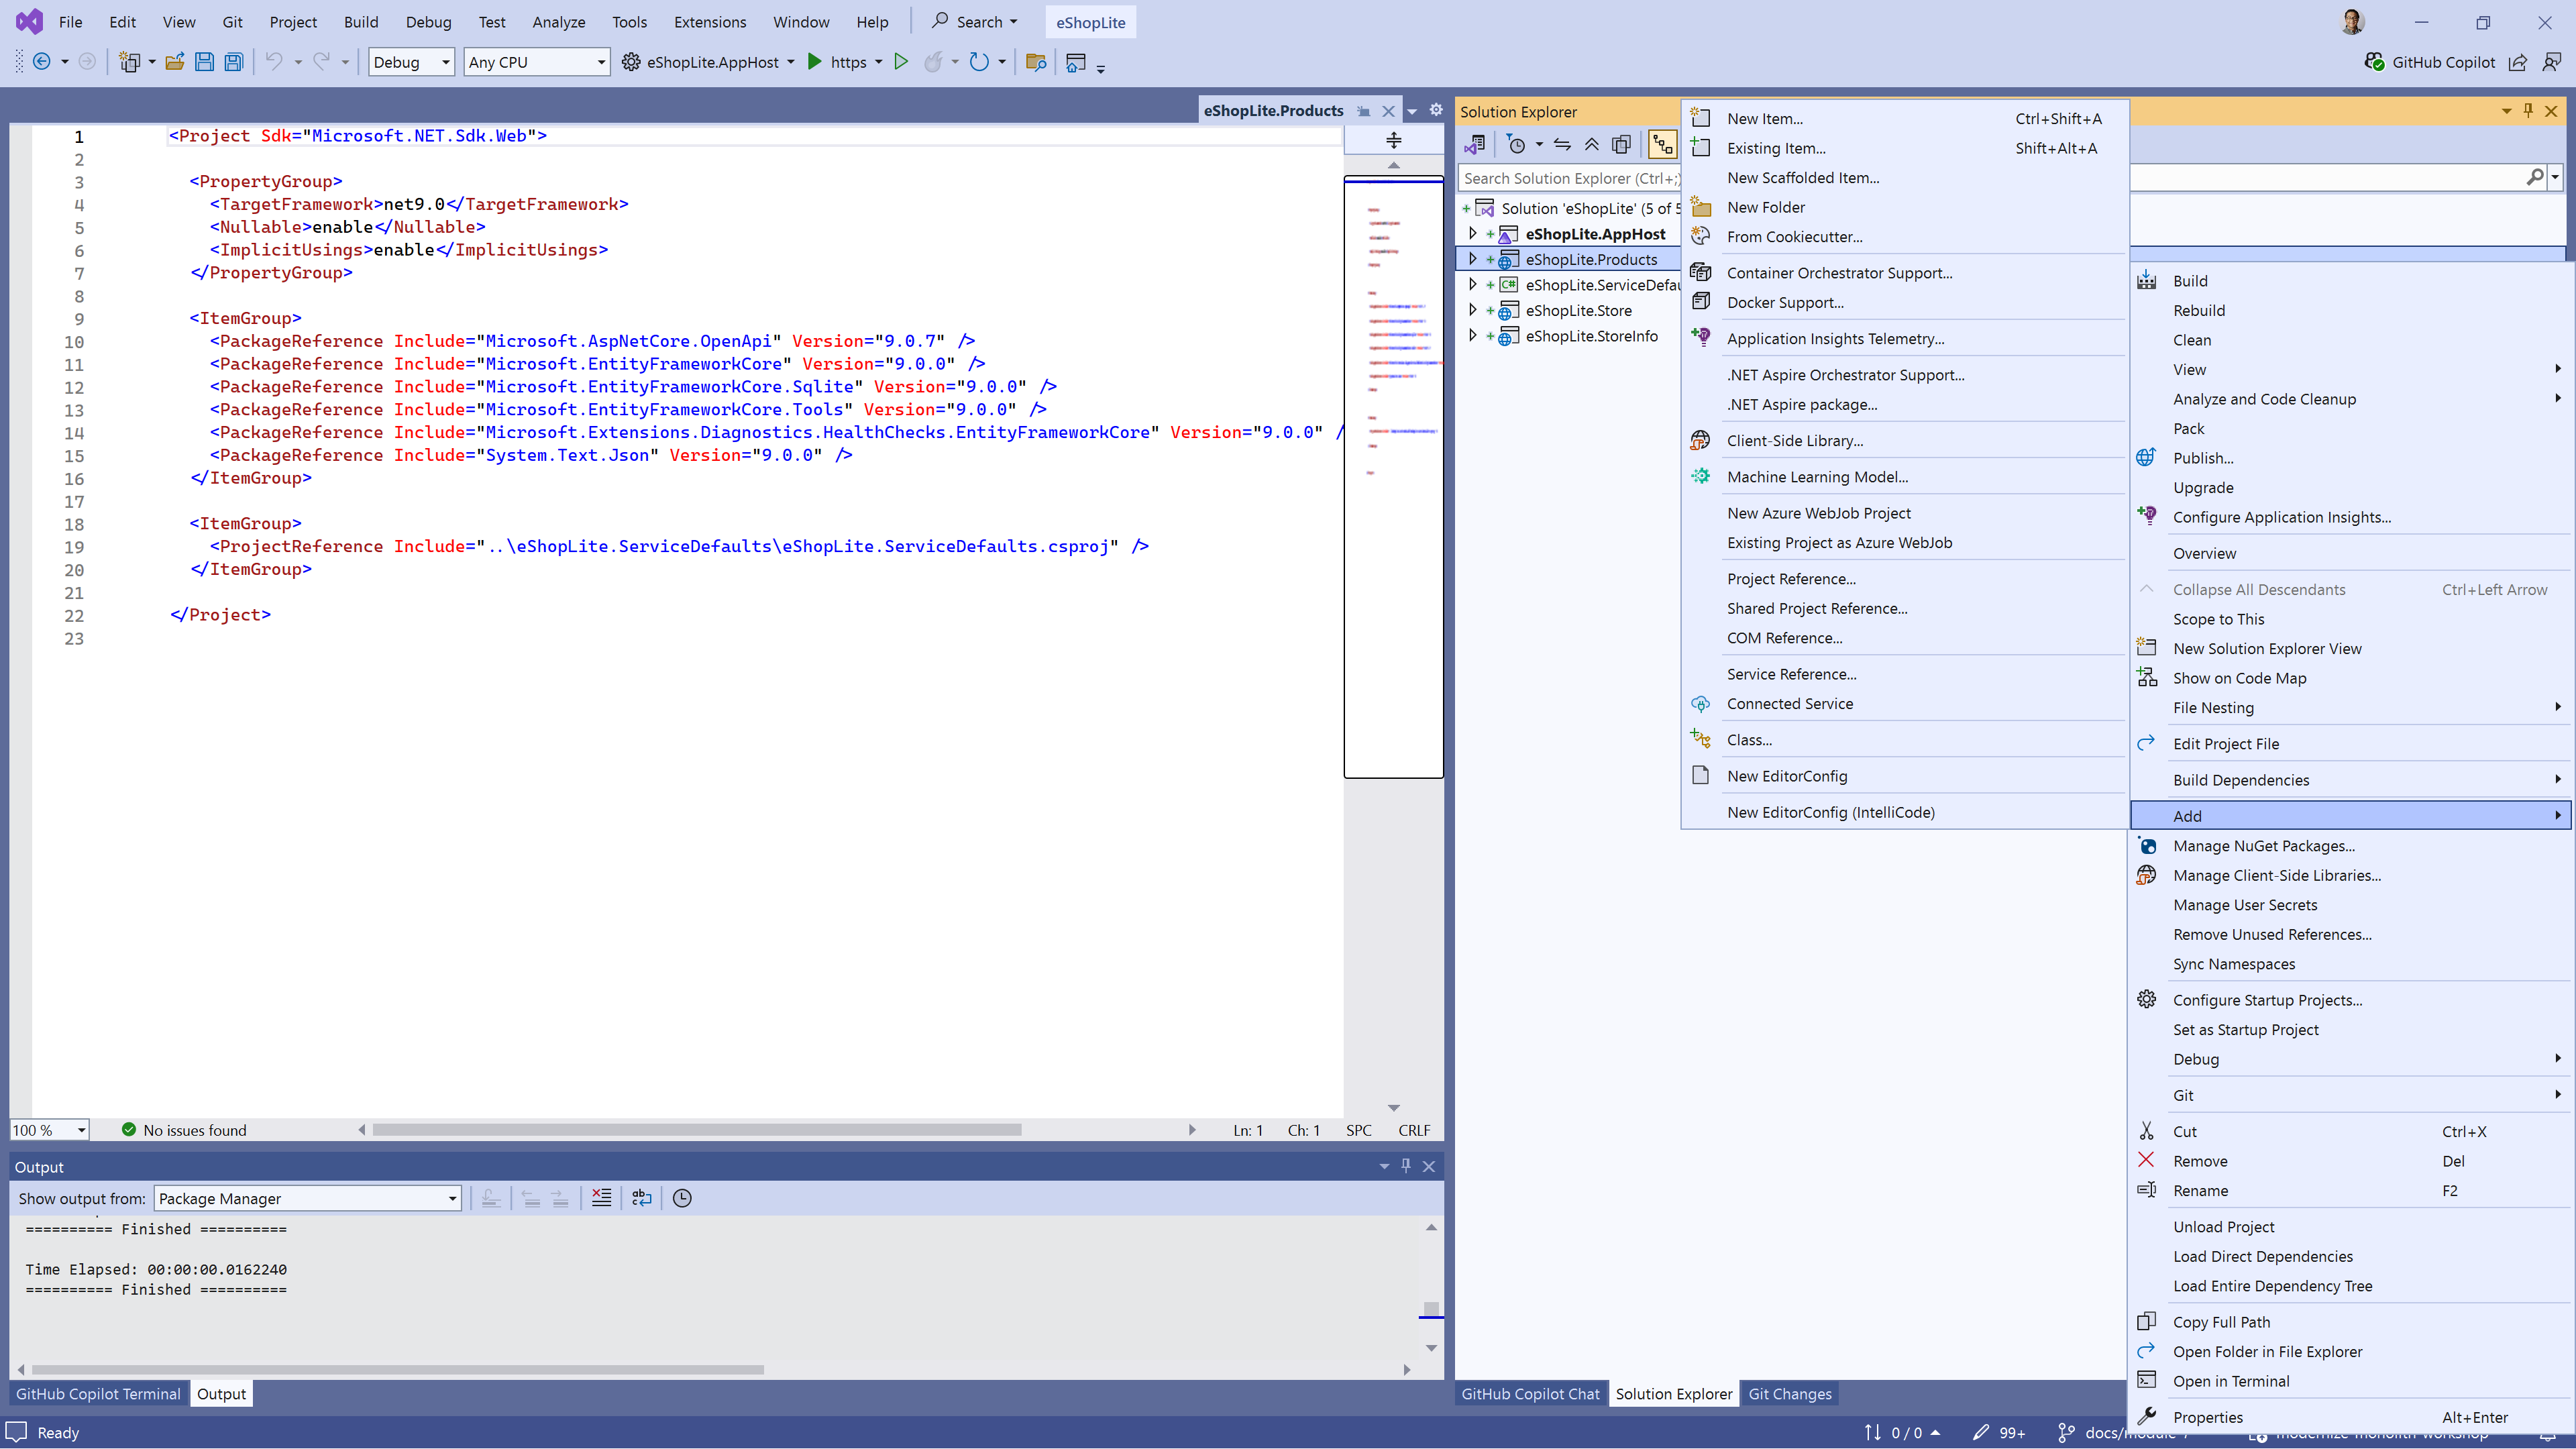 File Edit View Git Project Build Debug Test Analyze Tools Extensions Window Help Search eShopLite
Debug Any CPU eShopLite.AppHost https GitHub Copilot
eShopLite.Products
1 <Project Sdk="Microsoft.NET.Sdk.Web">
2
3 <PropertyGroup>
4 <TargetFramework>net9.0</TargetFramework>
5 <Nullable>enable</Nullable>
6 <ImplicitUsings>enable</ImplicitUsings>
7 </PropertyGroup>
8
9 <ItemGroup>
10 <PackageReference Include="Microsoft.AspNetCore.OpenApi" Version="9.0.7" />
11 <PackageReference Include="Microsoft.EntityFrameworkCore" Version="9.0.0" />
12 <PackageReference Include="Microsoft.EntityFrameworkCore.Sqlite" Version="9.0.0" />
13 <PackageReference Include="Microsoft.EntityFrameworkCore.Tools" Version="9.0.0" />
14 <PackageReference Include="Microsoft.Extensions.Diagnostics.HealthChecks.EntityFrameworkCore" Version="9.0.0" /
15 <PackageReference Include="System.Text.Json" Version="9.0.0" />
16 </ItemGroup>
17
18 <ItemGroup>
19 <ProjectReference Include="..\eShopLite.ServiceDefaults\eShopLite.ServiceDefaults.csproj" />
20 </ItemGroup>
21
22 </Project>
23
100 % No issues found Ln: 1 Ch: 1 SPC CRLF
Output
Show output from: Package Manager
========== Finished ==========
Time Elapsed: 00:00:00.0162240
========== Finished ==========
GitHub Copilot Terminal Output
Solution Explorer
Search Solution Explorer (Ctrl+;)
Solution 'eShopLite' (5 of 5
eShopLite.AppHost
eShopLite.Products
C# eShopLite.ServiceDefau
eShopLite.Store
eShopLite.StoreInfo
New Item... Ctrl+Shift+A
Existing Item... Shift+Alt+A
New Scaffolded Item...
New Folder
From Cookiecutter...
Container Orchestrator Support...
Docker Support...
Application Insights Telemetry...
.NET Aspire Orchestrator Support...
.NET Aspire package...
Client-Side Library...
Machine Learning Model...
New Azure WebJob Project
Existing Project as Azure WebJob
Project Reference...
Shared Project Reference...
COM Reference...
Service Reference...
Connected Service
Class...
New EditorConfig
New EditorConfig (IntelliCode)
Build
Rebuild
Clean
View
Analyze and Code Cleanup
Pack
Publish...
Upgrade
Configure Application Insights...
Overview
Collapse All Descendants Ctrl+Left Arrow
Scope to This
New Solution Explorer View
Show on Code Map
File Nesting
Edit Project File
Build Dependencies
Add
Manage NuGet Packages...
Manage Client-Side Libraries...
Manage User Secrets
Remove Unused References...
Sync Namespaces
Configure Startup Projects...
Set as Startup Project
Debug
Git
Cut Ctrl+X
Remove Del
Rename F2
Unload Project
Load Direct Dependencies
Load Entire Dependency Tree
Copy Full Path
Open Folder in File Explorer
Open in Terminal
Properties Alt+Enter
GitHub Copilot Chat Solution Explorer Git Changes
Ready 0 / 0 99+